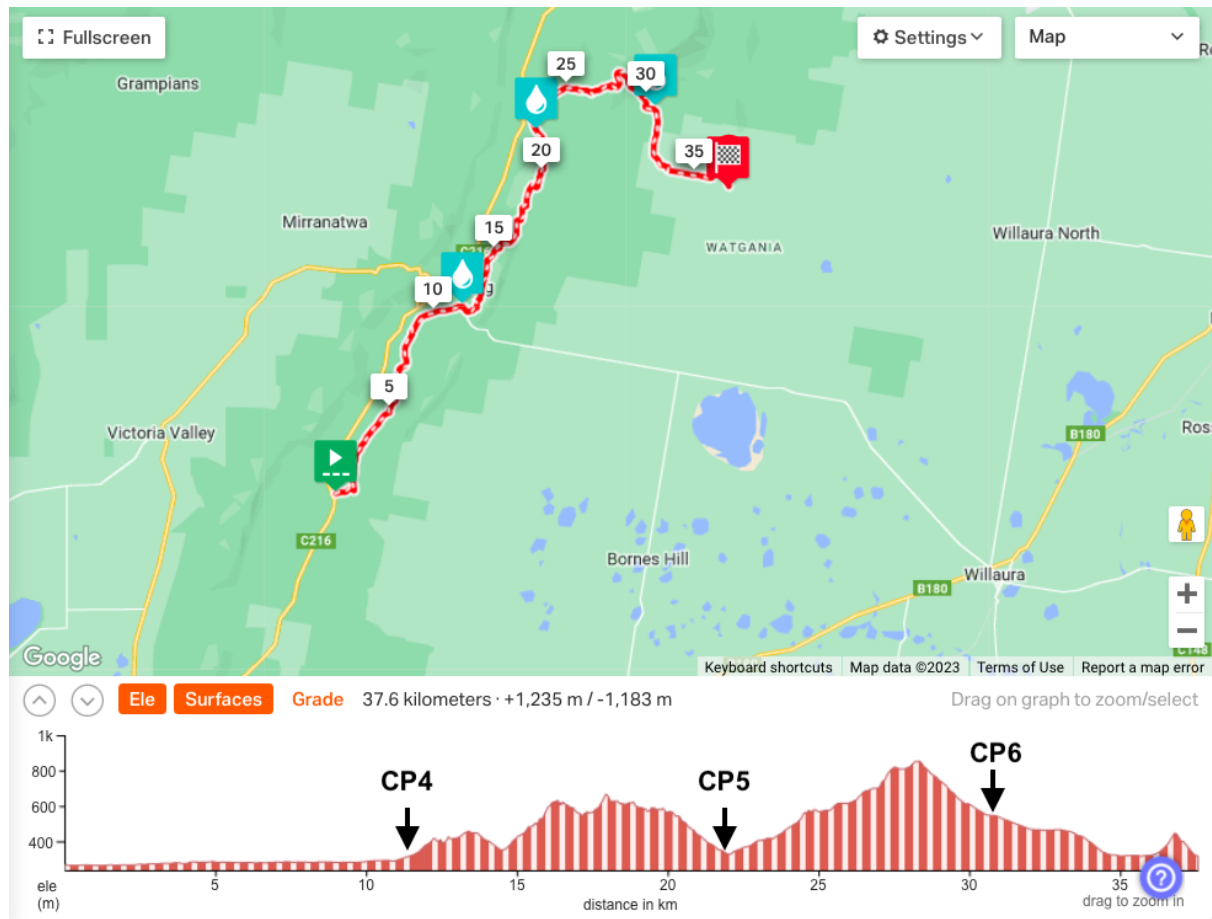 Fullscreen
Settings
Map
Grampians
25
30
20
35
Mirranatwa
15
C216
WATGANIA
Willaura North
10
g
5
Victoria Valley
B180
Ros
C216
Bornes Hill
Willaura
B180
Google
C148
Keyboard shortcuts Map data ©2023 Terms of Use Report a map error
Ele Surfaces Grade 37.6 kilometers · +1,235 m / -1,183 m Drag on graph to zoom/select
1k
CP4 CP5 CP6
800
600
400
5 10 15 20 25 30 35
ele
(m)
distance in km
drag to zoom in
?